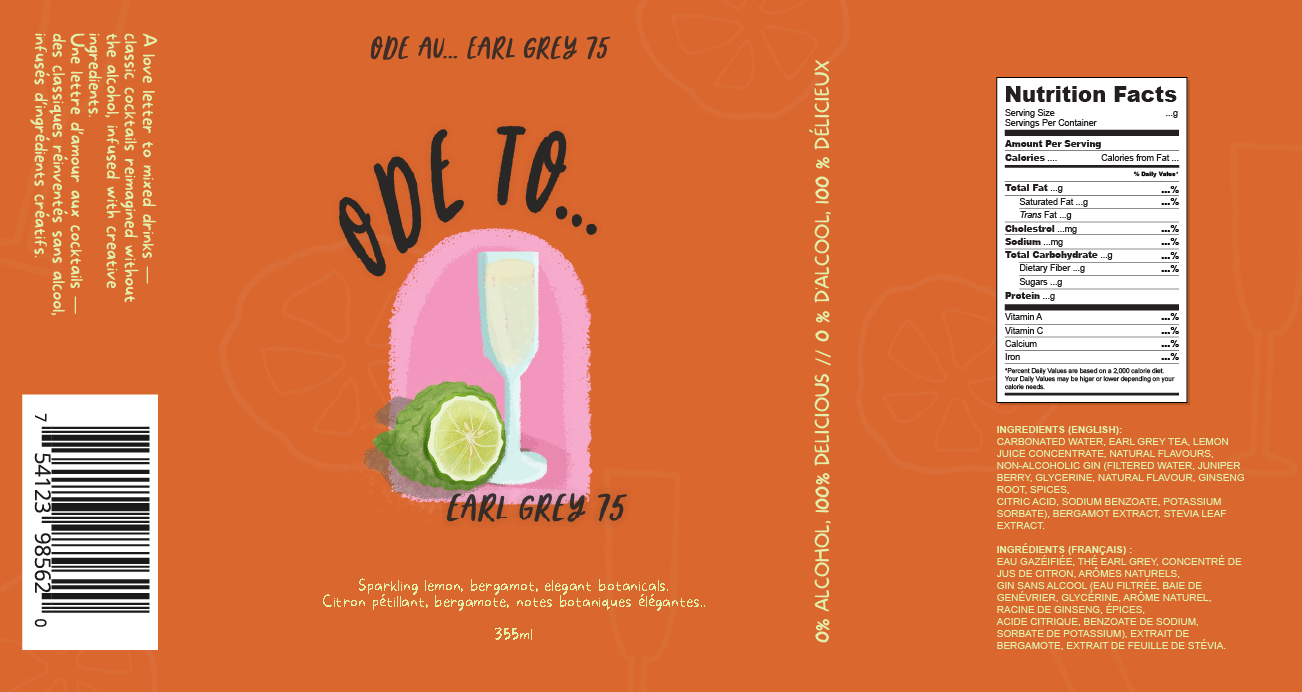 A love letter to mixed drinks —
classic cocktails reimagined without
the alcohol, infused with creative
ingredients.
Une lettre d'amour aux cocktails —
des classiques réinventés sans alcool,
infusés d'ingrédients créatifs.
7 54123 98562 0
ODE AU... EARL GREY 75
ODE TO...
EARL GREY 75
Sparkling lemon, bergamot, elegant botanicals.
Citron pétillant, bergamote, notes botaniques élégantes..
355ml
0% ALCOHOL, 100% DELICIOUS // 0 % D'ALCOOL, 100 % DÉLICIEUX
Nutrition Facts
Serving Size ...g
Servings Per Container
Amount Per Serving
Calories .... Calories from Fat ...
% Daily Value*
Total Fat ...g ...%
Saturated Fat ...g ...%
Trans Fat ...g
Cholestrol ...mg ...%
Sodium ...mg ...%
Total Carbohydrate ...g ...%
Dietary Fiber ...g ...%
Sugars ...g
Protein ...g
Vitamin A ...%
Vitamin C ...%
Calcium ...%
Iron ...%
*Percent Daily Values are based on a 2,000 calorie diet.
Your Daily Values may be higer or lower depending on your
calorie needs.
INGREDIENTS (ENGLISH):
CARBONATED WATER, EARL GREY TEA, LEMON
JUICE CONCENTRATE, NATURAL FLAVOURS,
NON-ALCOHOLIC GIN (FILTERED WATER, JUNIPER
BERRY, GLYCERINE, NATURAL FLAVOUR, GINSENG
ROOT, SPICES,
CITRIC ACID, SODIUM BENZOATE, POTASSIUM
SORBATE), BERGAMOT EXTRACT, STEVIA LEAF
EXTRACT.
INGRÉDIENTS (FRANÇAIS) :
EAU GAZÉIFIÉE, THÉ EARL GREY, CONCENTRÉ DE
JUS DE CITRON, ARÔMES NATURELS,
GIN SANS ALCOOL (EAU FILTRÉE, BAIE DE
GENÉVRIER, GLYCÉRINE, ARÔME NATUREL,
RACINE DE GINSENG, ÉPICES,
ACIDE CITRIQUE, BENZOATE DE SODIUM,
SORBATE DE POTASSIUM), EXTRAIT DE
BERGAMOTE, EXTRAIT DE FEUILLE DE STÉVIA.